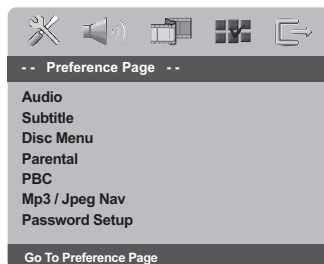 - - Preference Page - -
Audio
Subtitle
Disc Menu
Parental
PBC
Mp3 / Jpeg Nav
Password Setup
Go To Preference Page